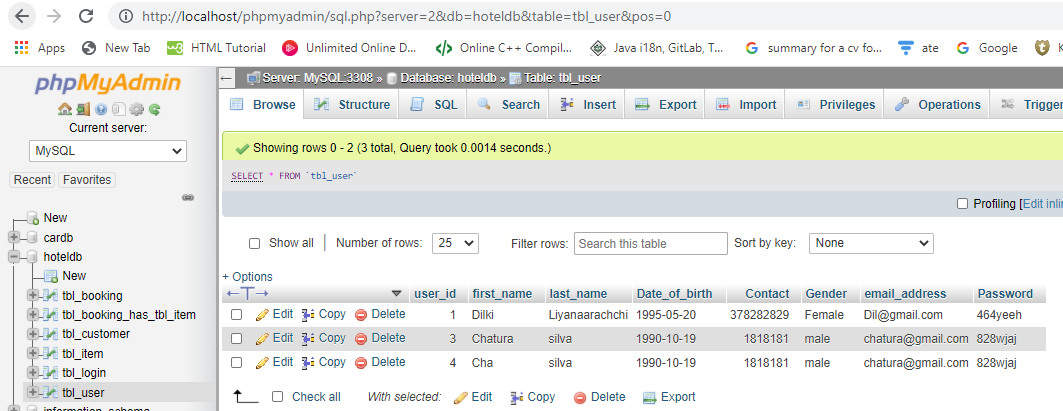 http://localhost/phpmyadmin/sql.php?server=2&db=hoteldb&table=tbl_user&pos=0
Apps New Tab HTML Tutorial Unlimited Online D... Online C++ Compil... Java i18n, GitLab, T... summary for a cv fo... ate Google
phpMyAdmin
Current server:
MySQL
Recent Favorites
New
cardb
hoteldb
New
tbl_booking
tbl_booking_has_tbl_item
tbl_customer
tbl_item
tbl_login
tbl_user
information_schema
Server: MySQL:3308 » Database: hoteldb » Table: tbl_user
Browse Structure SQL Search Insert Export Import Privileges Operations Trigger
Showing rows 0 - 2 (3 total, Query took 0.0014 seconds.)
SELECT * FROM `tbl_user`
Profiling [Edit inli
Show all | Number of rows: 25 Filter rows: Search this table Sort by key: None
+ Options
←T→ user_id first_name last_name Date_of_birth Contact Gender email_address Password
Edit Copy Delete 1 Dilki Liyanaarachchi 1995-05-20 378282829 Female Dil@gmail.com 464yeeh
Edit Copy Delete 3 Chatura silva 1990-10-19 1818181 male chatura@gmail.com 828wjaj
Edit Copy Delete 4 Cha silva 1990-10-19 1818181 male chatura@gmail.com 828wjaj
Check all With selected: Edit Copy Delete Export